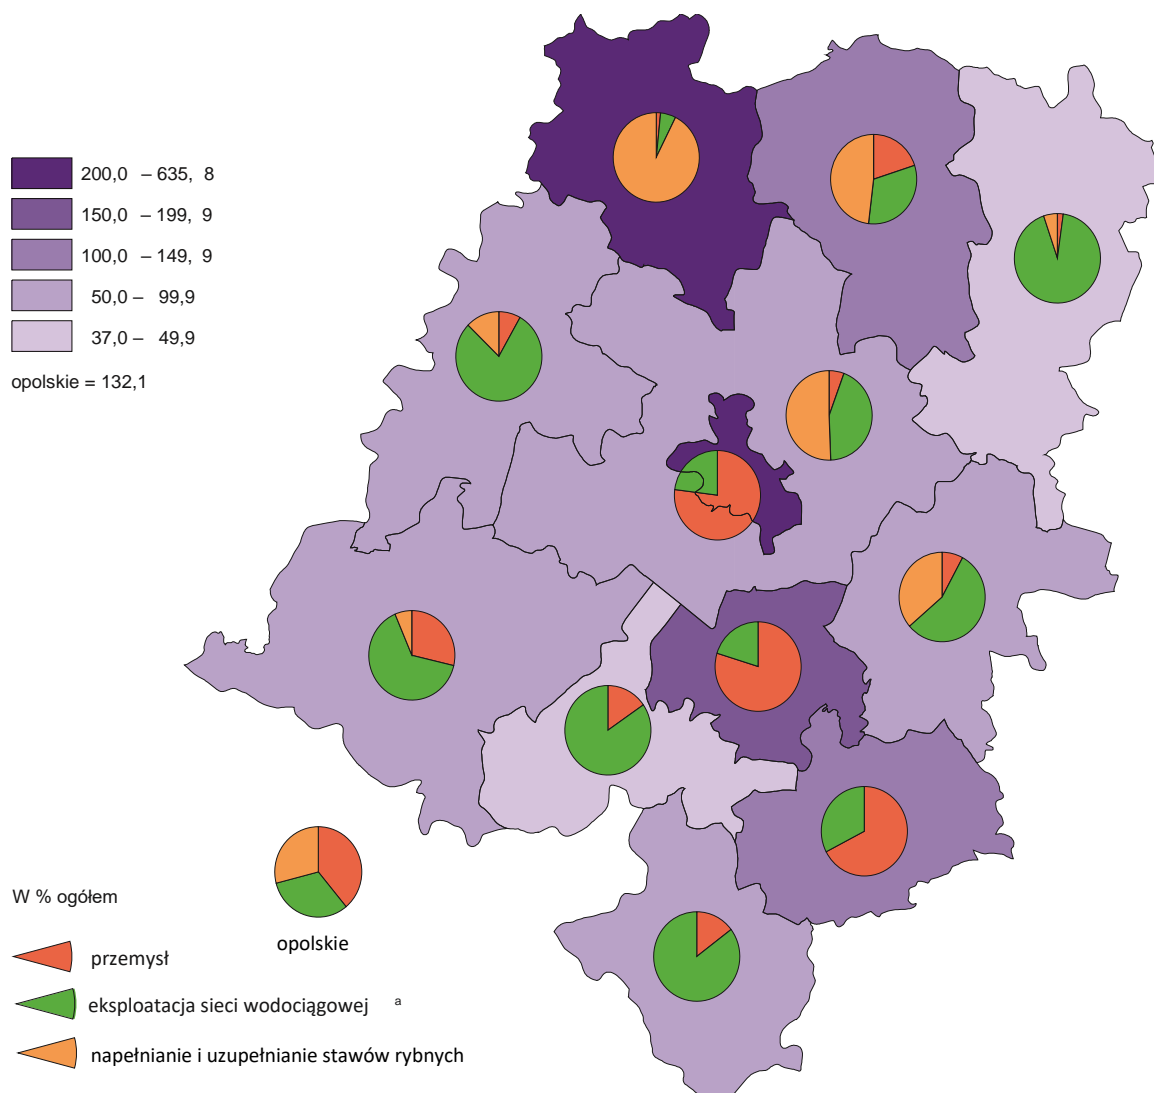 200,0 – 635, 8
150,0 – 199, 9
100,0 – 149, 9
50,0 – 99,9
37,0 – 49,9
opolskie = 132,1
W % ogółem
opolskie
przemysł
eksploatacja sieci wodociągowej a
napełnianie i uzupełnianie stawów rybnych